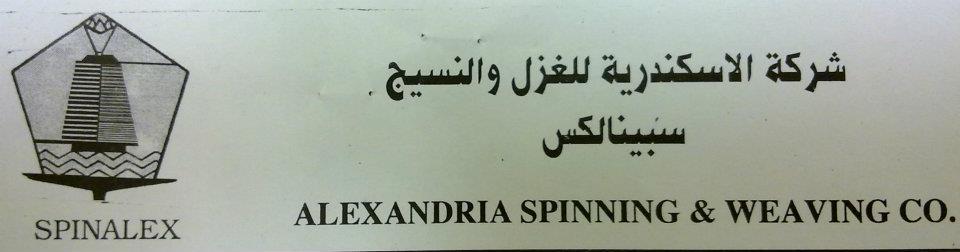 شركة الاسكندرية للغزل والنسيج
سبينالكس
SPINALEX
ALEXANDRIA SPINNING & WEAVING CO.